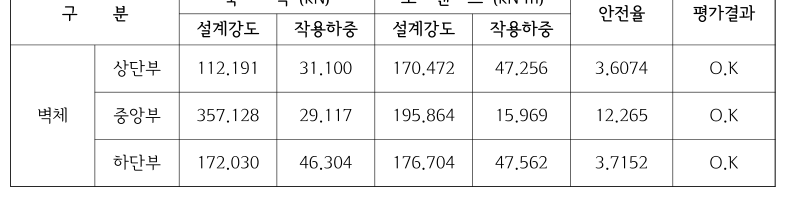 구 분 (kN) (kN·m) 안전율 평가결과
설계강도 작용하중 설계강도 작용하중
벽체 상단부 112.191 31.100 170.472 47.256 3.6074 O.K
중앙부 357.128 29.117 195.864 15.969 12.265 O.K
하단부 172.030 46.304 176.704 47.562 3.7152 O.K